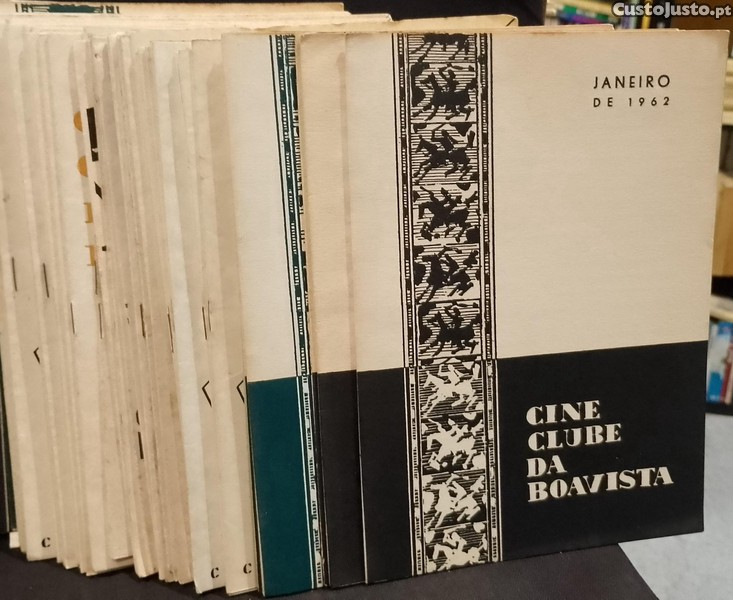 CustoJusto.pt
JANEIRO
DE 1962
CINE
CLUBE
DA
BOAVISTA
C
C
C